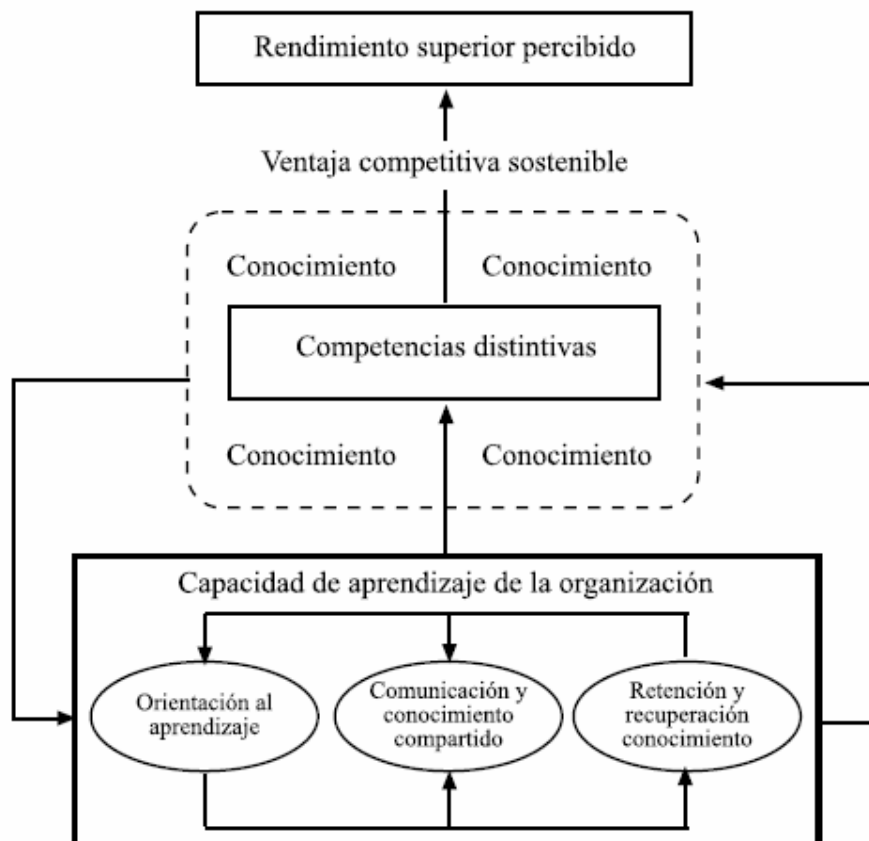 Rendimiento superior percibido
Ventaja competitiva sostenible
Conocimiento Conocimiento
Competencias distintivas
Conocimiento Conocimiento
Capacidad de aprendizaje de la organización
Orientación al
aprendizaje
Comunicación y
conocimiento
compartido
Retención y
recuperación
conocimiento